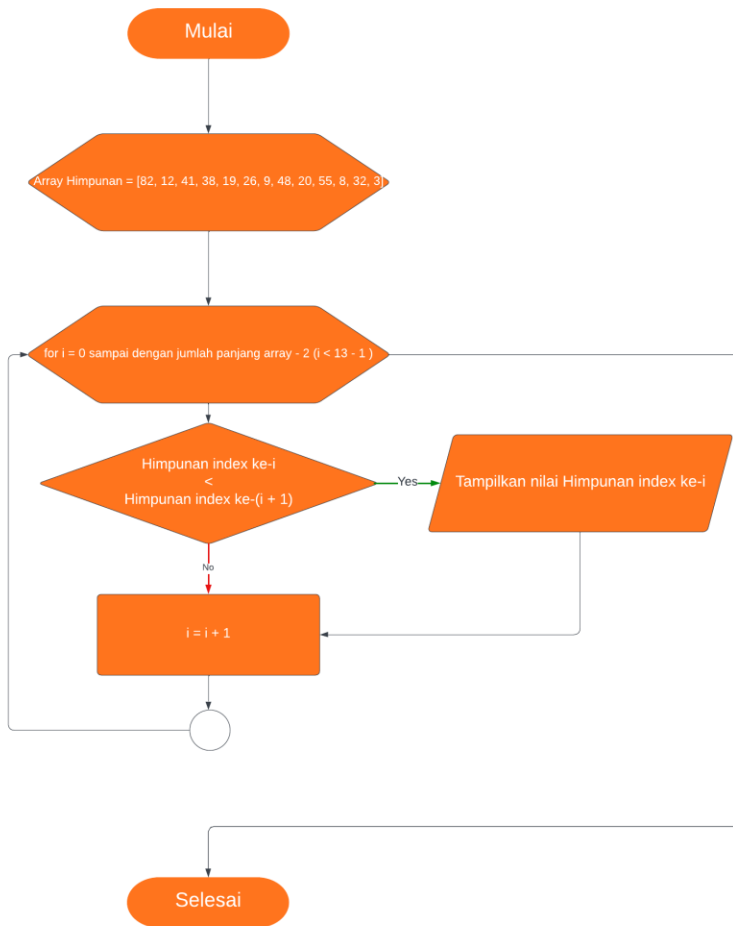 Mulai
Array Himpunan = [82, 12, 41, 38, 19, 26, 9, 48, 20, 55, 8, 32, 3]
for i = 0 sampai dengan jumlah panjang array - 2 (i < 13 - 1 )
Himpunan index ke-i
<
Himpunan index ke-(i + 1)
Yes
Tampilkan nilai Himpunan index ke-i
No
i = i + 1
Selesai